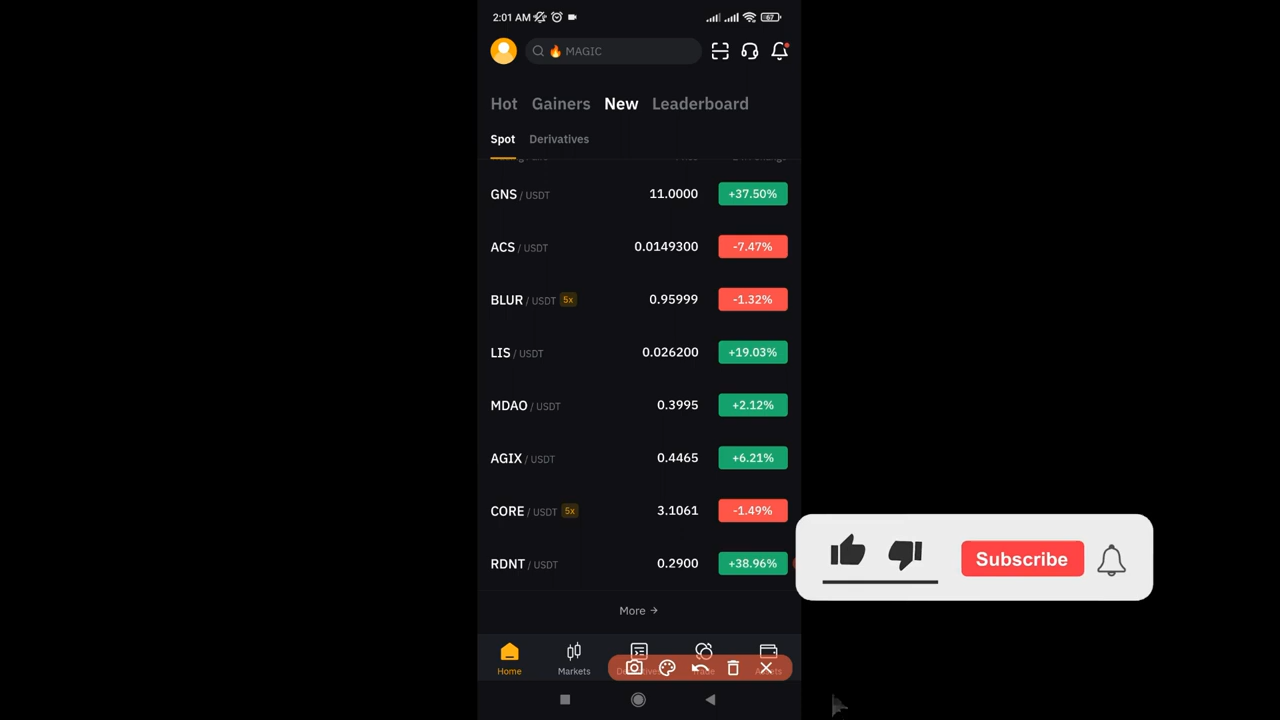 2:01 AM 67
MAGIC
Hot Gainers New Leaderboard
Spot Derivatives
GNS / USDT 11.0000 +37.50%
ACS / USDT 0.0149300 -7.47%
BLUR / USDT 5x 0.95999 -1.32%
LIS / USDT 0.026200 +19.03%
MDAO / USDT 0.3995 +2.12%
AGIX / USDT 0.4465 +6.21%
CORE / USDT 5x 3.1061 -1.49%
RDNT / USDT 0.2900 +38.96%
Subscribe
More →
Home Markets Assets